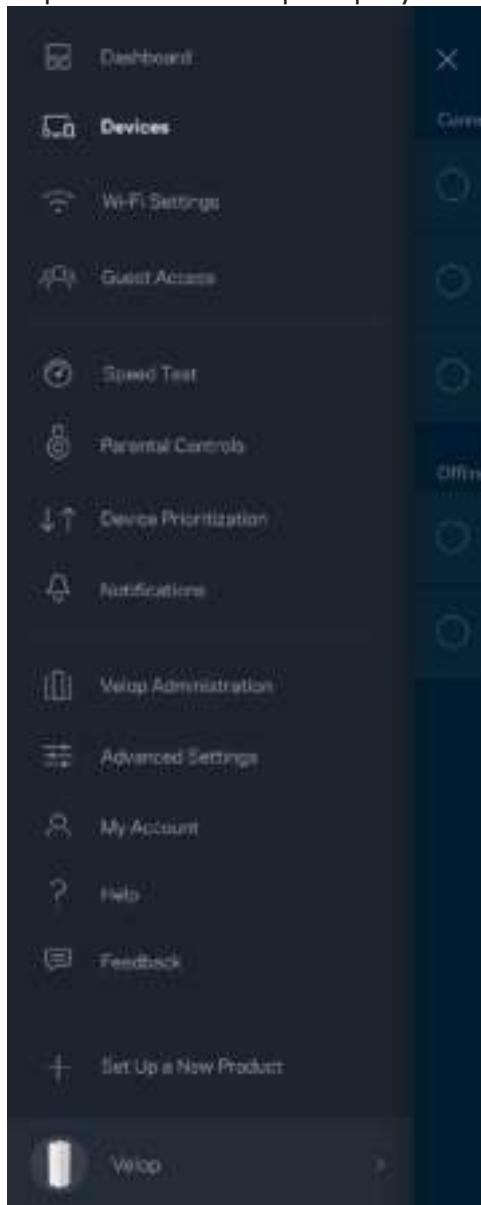 Dashboard
Devices
Wi-Fi Settings
Guest Access
Speed Test
Parental Controls
Device Prioritization
Notifications
Velop Administration
Advanced Settings
My Account
Help
Feedback
Set Up a New Product
Velop